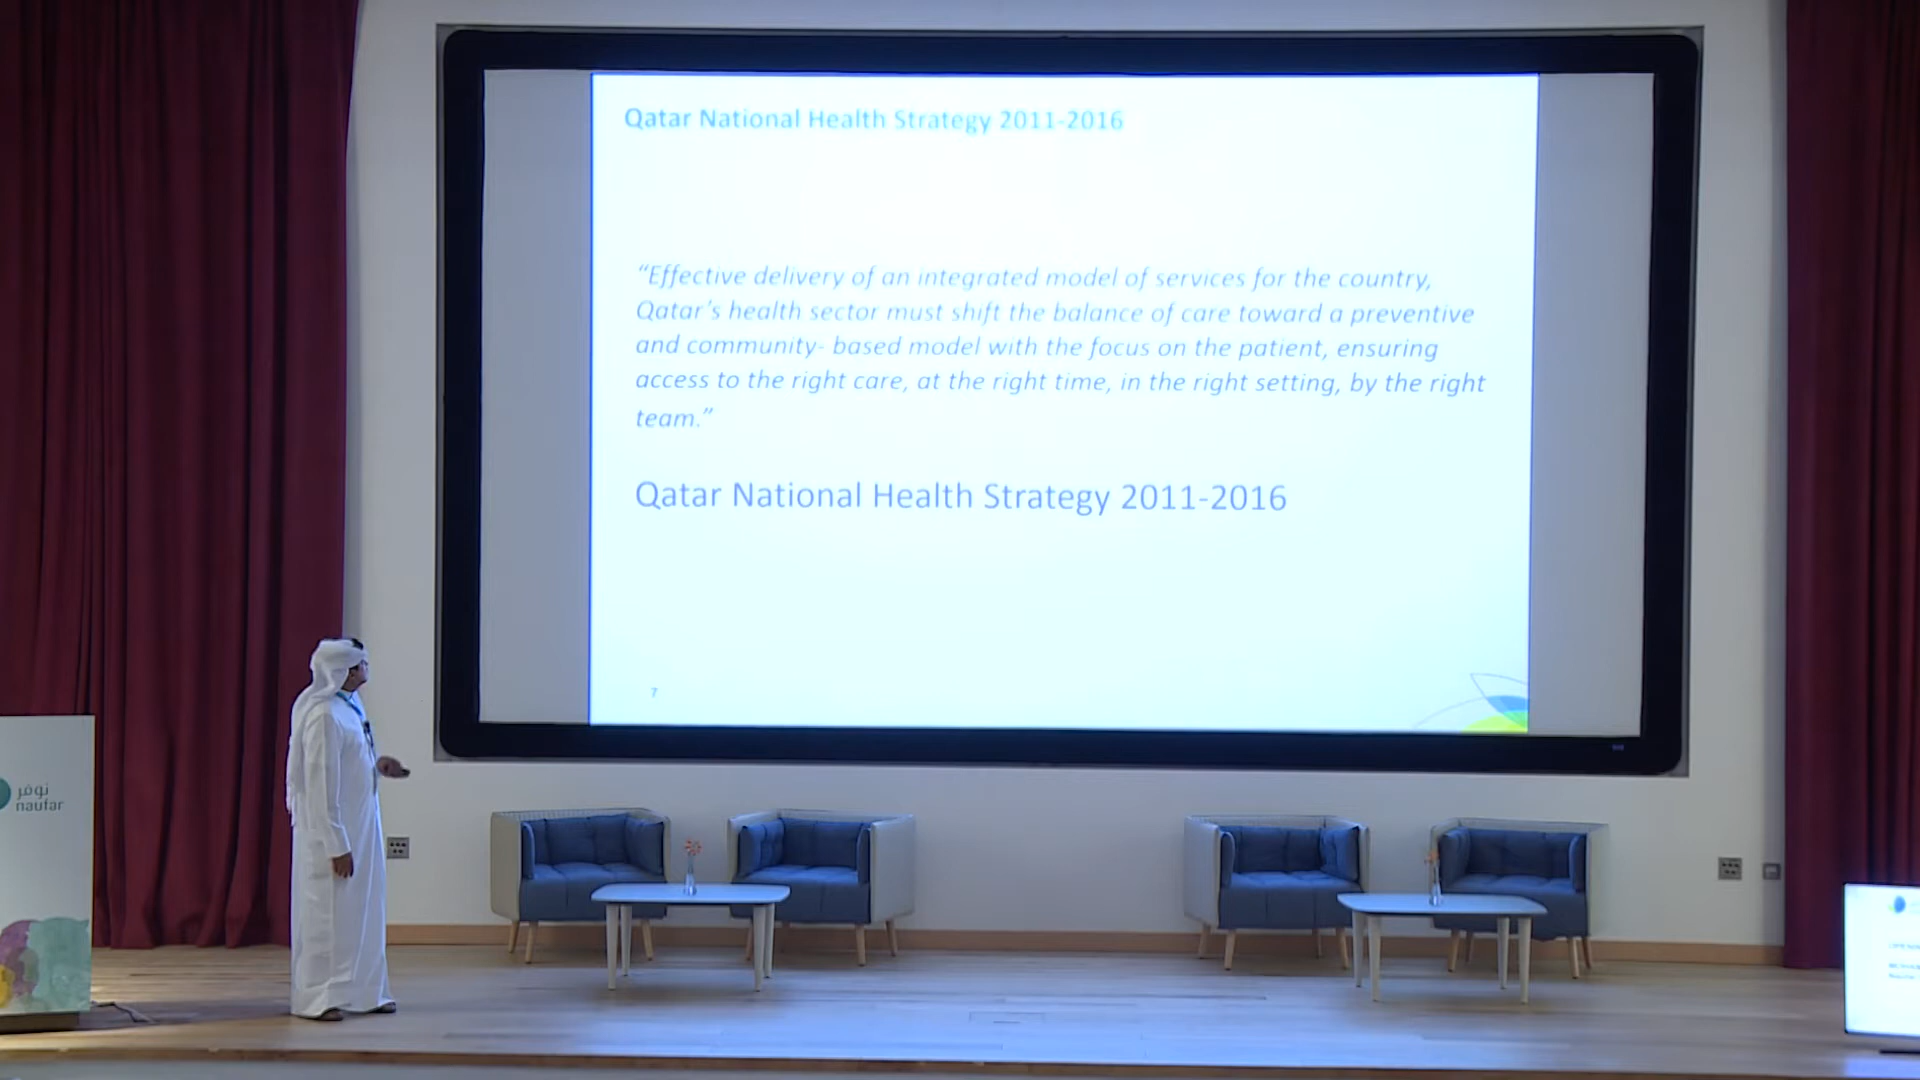 Qatar National Health Strategy 2011-2016
“Effective delivery of an integrated model of services for the country,
Qatar’s health sector must shift the balance of care toward a preventive
and community- based model with the focus on the patient, ensuring
access to the right care, at the right time, in the right setting, by the right
team.”
Qatar National Health Strategy 2011-2016
7
نوفر
naufar